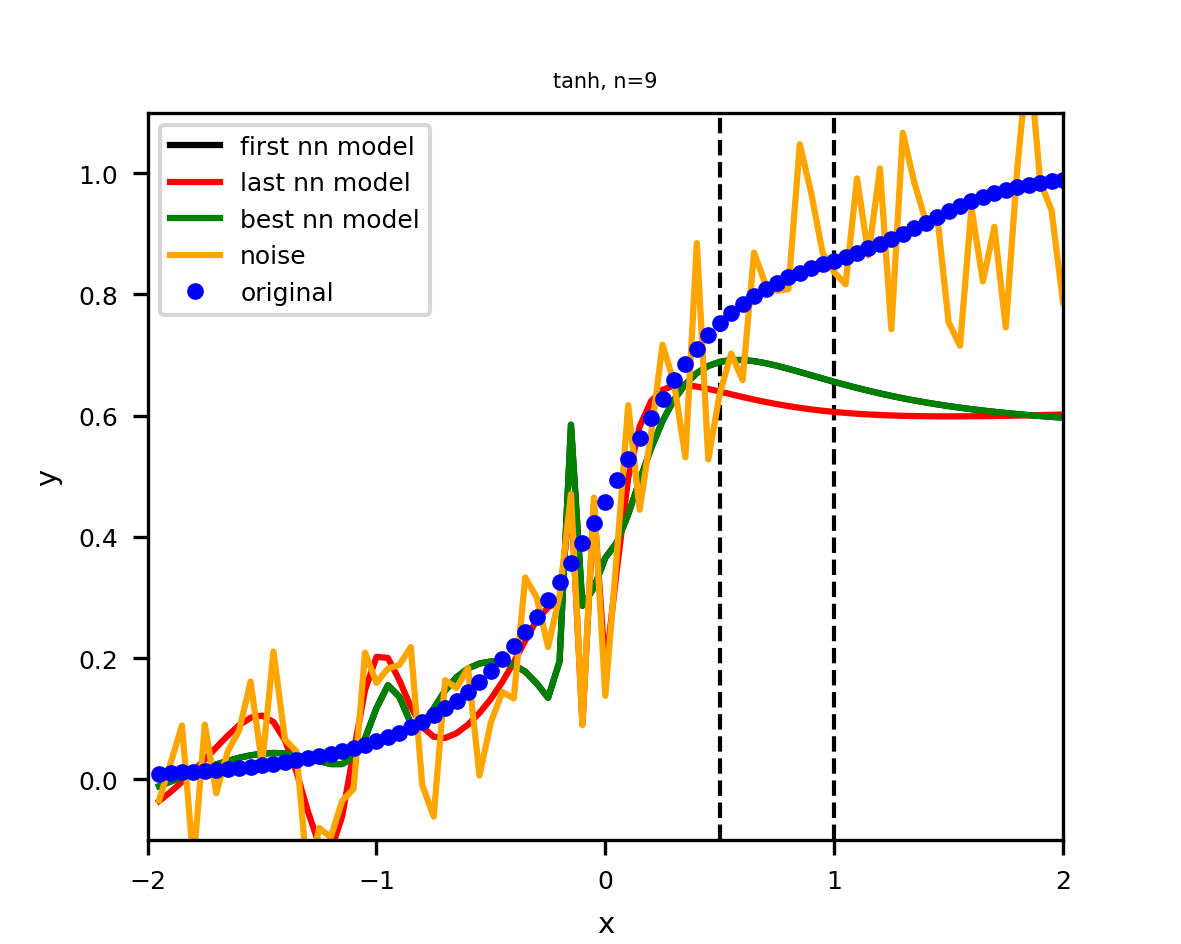 tanh, n=9
first nn model
last nn model
best nn model
noise
original
1.0
0.8
0.6
0.4
0.2
0.0
y
−2
−1
0
1
2
x